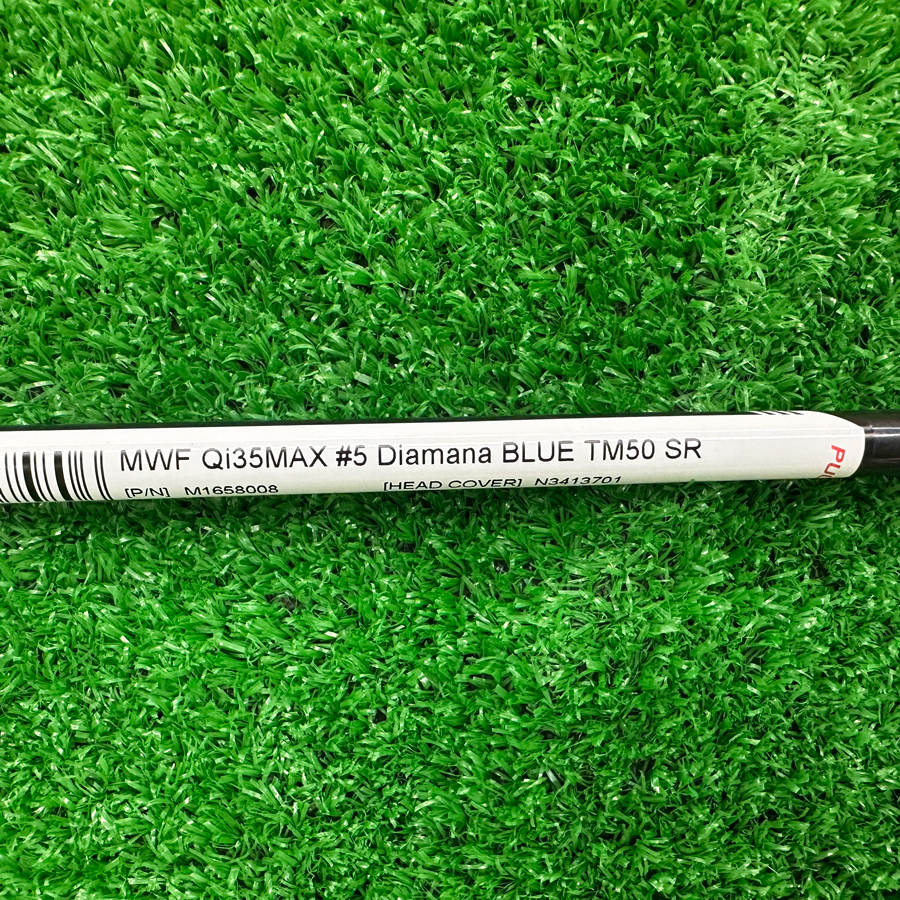 MWF Qi35MAX #5 Diamana BLUE TM50 SR
[P/N] M1658008 [HEAD COVER] N3413701